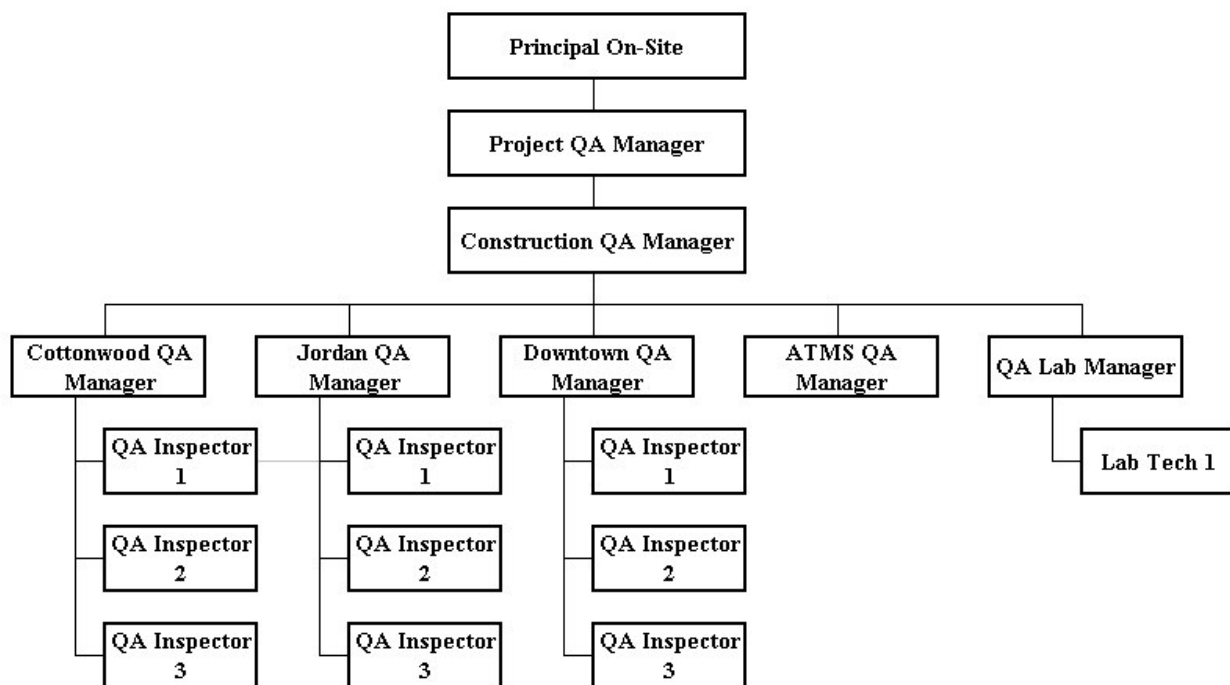 Principal On-Site
Project QA Manager
Construction QA Manager
Cottonwood QA
Manager
Jordan QA
Manager
Downtown QA
Manager
ATMS QA
Manager
QA Lab Manager
QA Inspector
1
QA Inspector
1
QA Inspector
1
Lab Tech 1
QA Inspector
2
QA Inspector
2
QA Inspector
2
QA Inspector
3
QA Inspector
3
QA Inspector
3